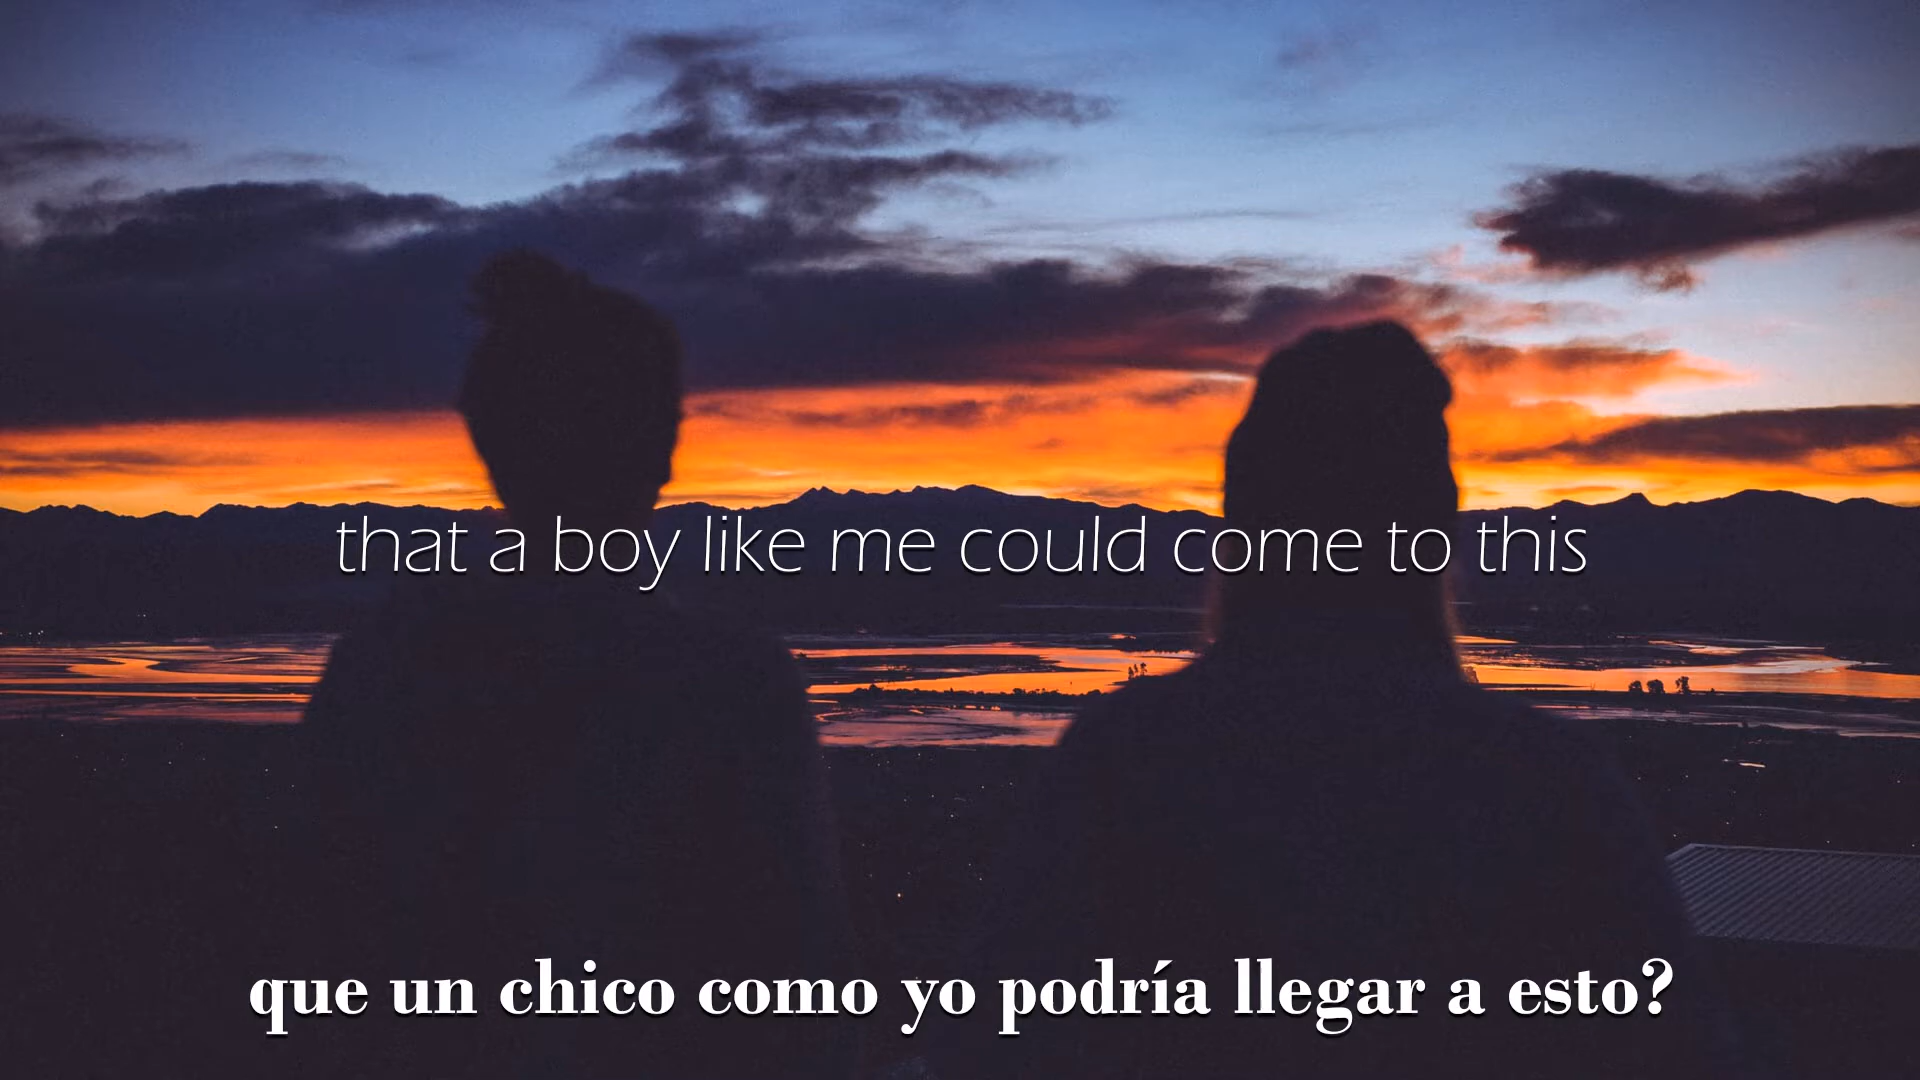 that a boy like me could come to this
que un chico como yo podría llegar a esto?